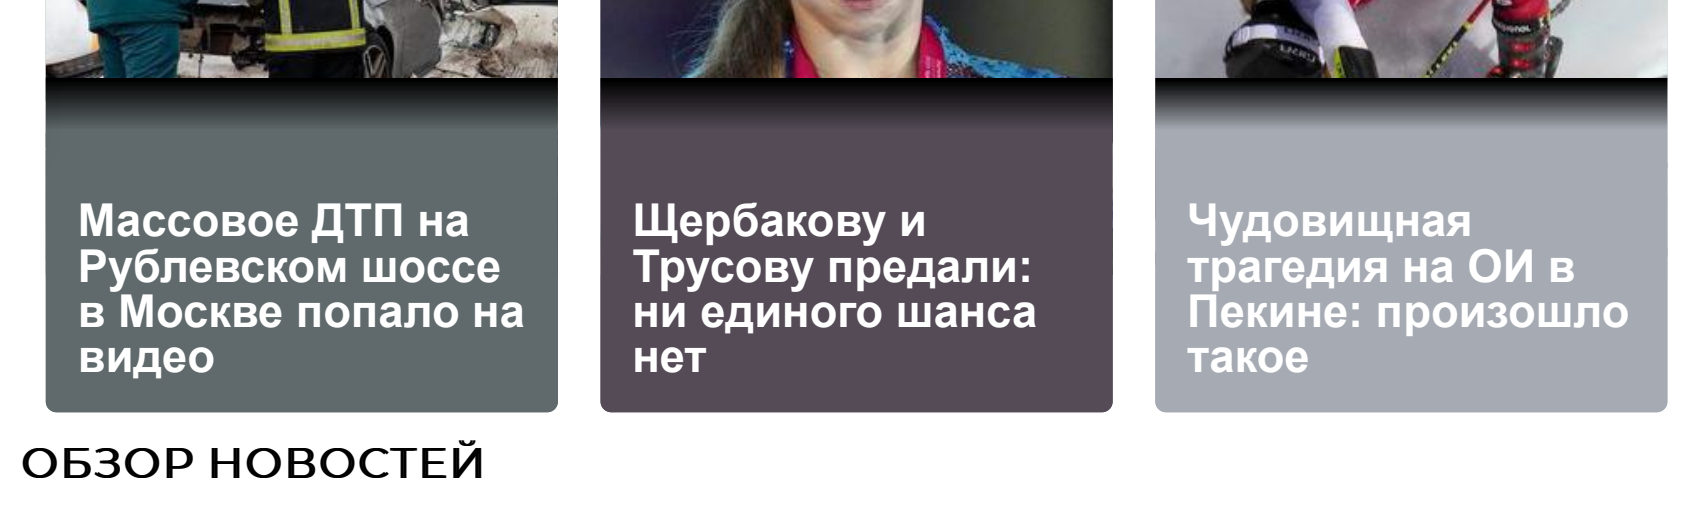 Массовое ДТП на
Рублевском шоссе
в Москве попало на
видео
Щербакову и
Трусову предали:
ни единого шанса
нет
Чудовищная
трагедия на ОИ в
Пекине: произошло
такое
ОБЗОР НОВОСТЕЙ